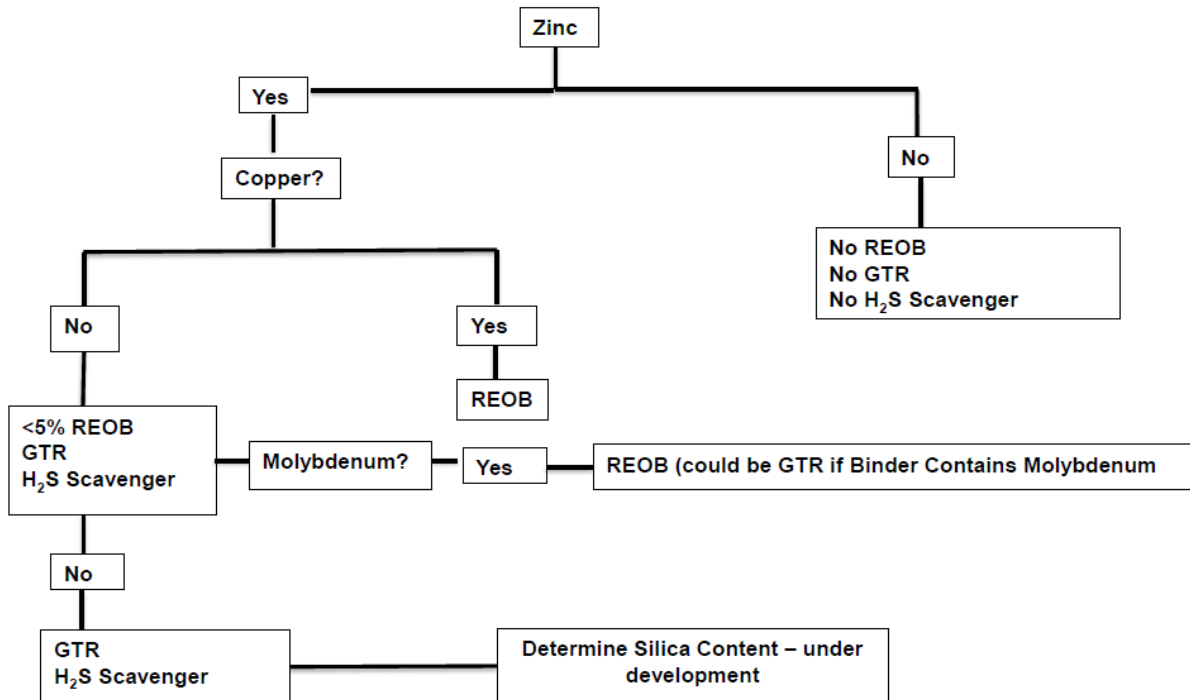 Zinc
Yes
No
Copper?
No REOB
No GTR
No H₂S Scavenger
No
Yes
REOB
<5% REOB
GTR
H₂S Scavenger
Molybdenum?
Yes
REOB (could be GTR if Binder Contains Molybdenum
No
GTR
H₂S Scavenger
Determine Silica Content – under
development